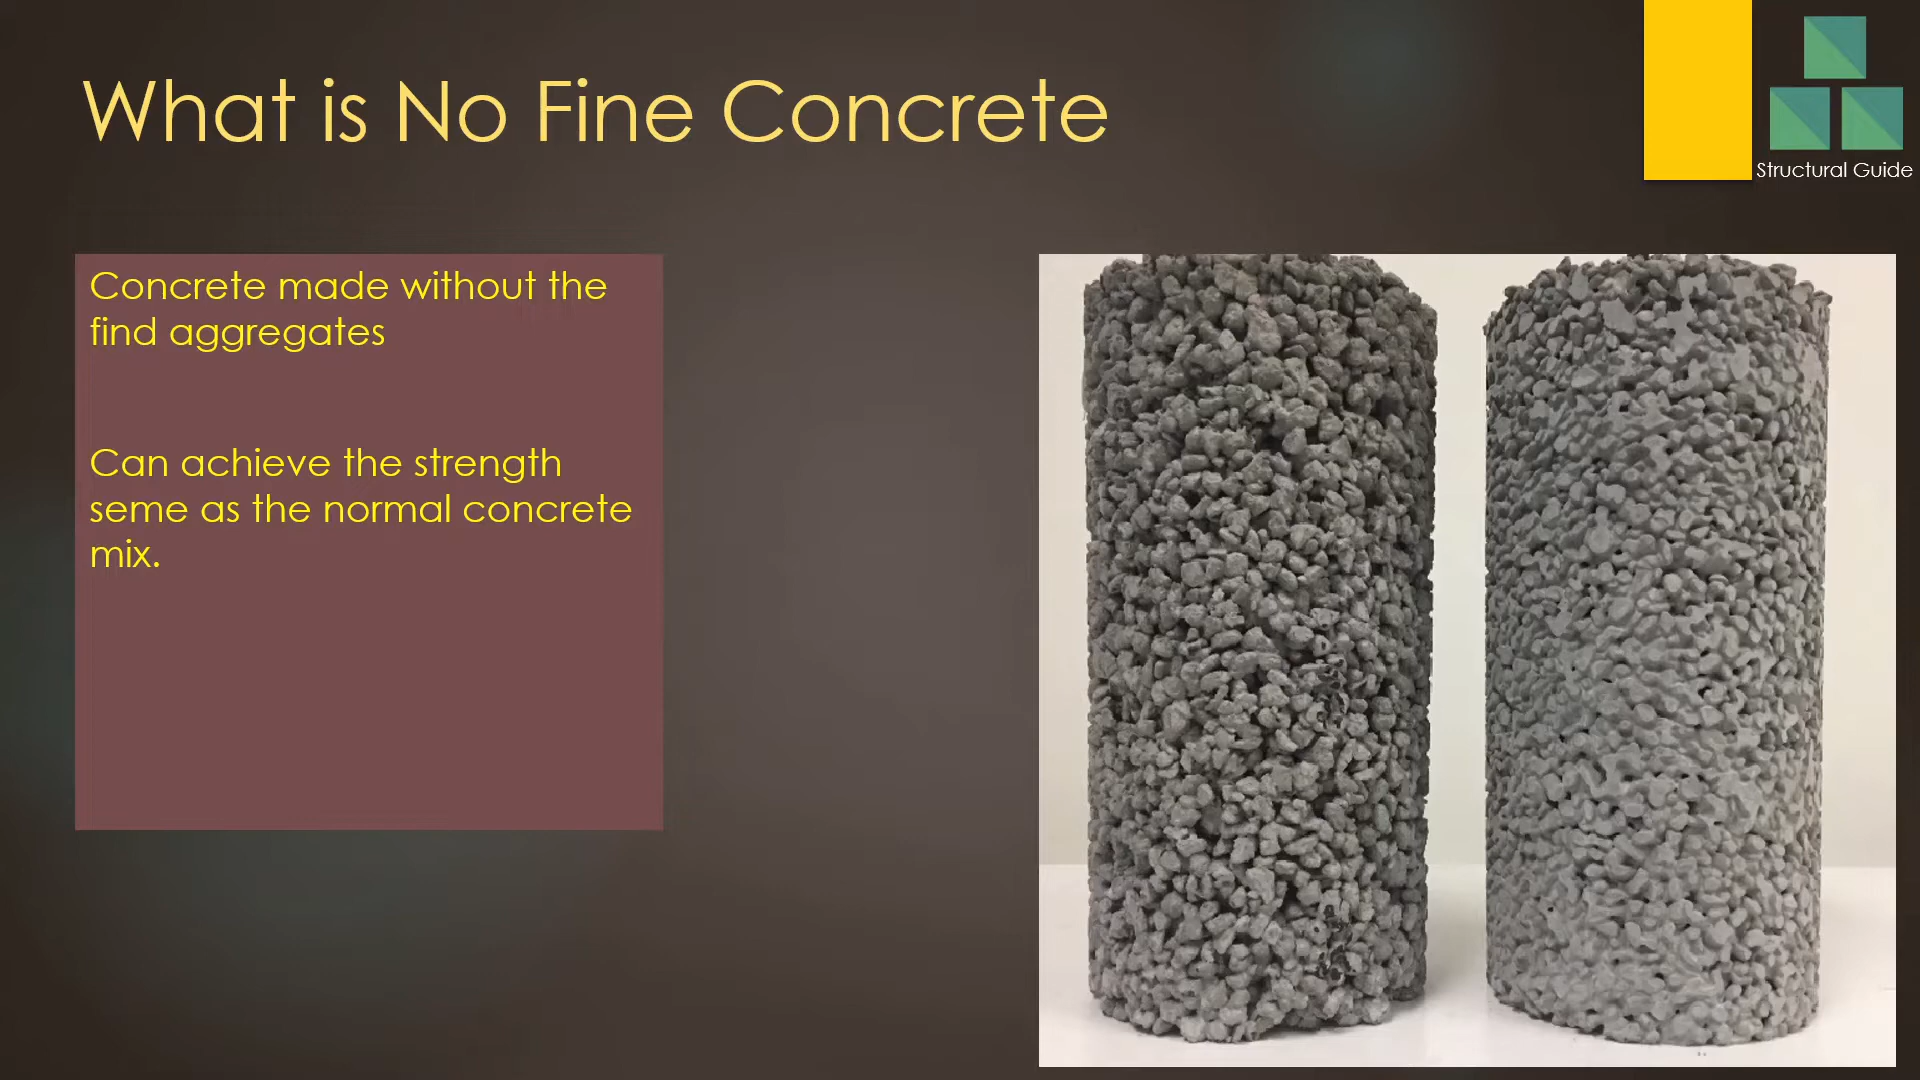 What is No Fine Concrete
Structural Guide
Concrete made without the
find aggregates
Can achieve the strength
seme as the normal concrete
mix.